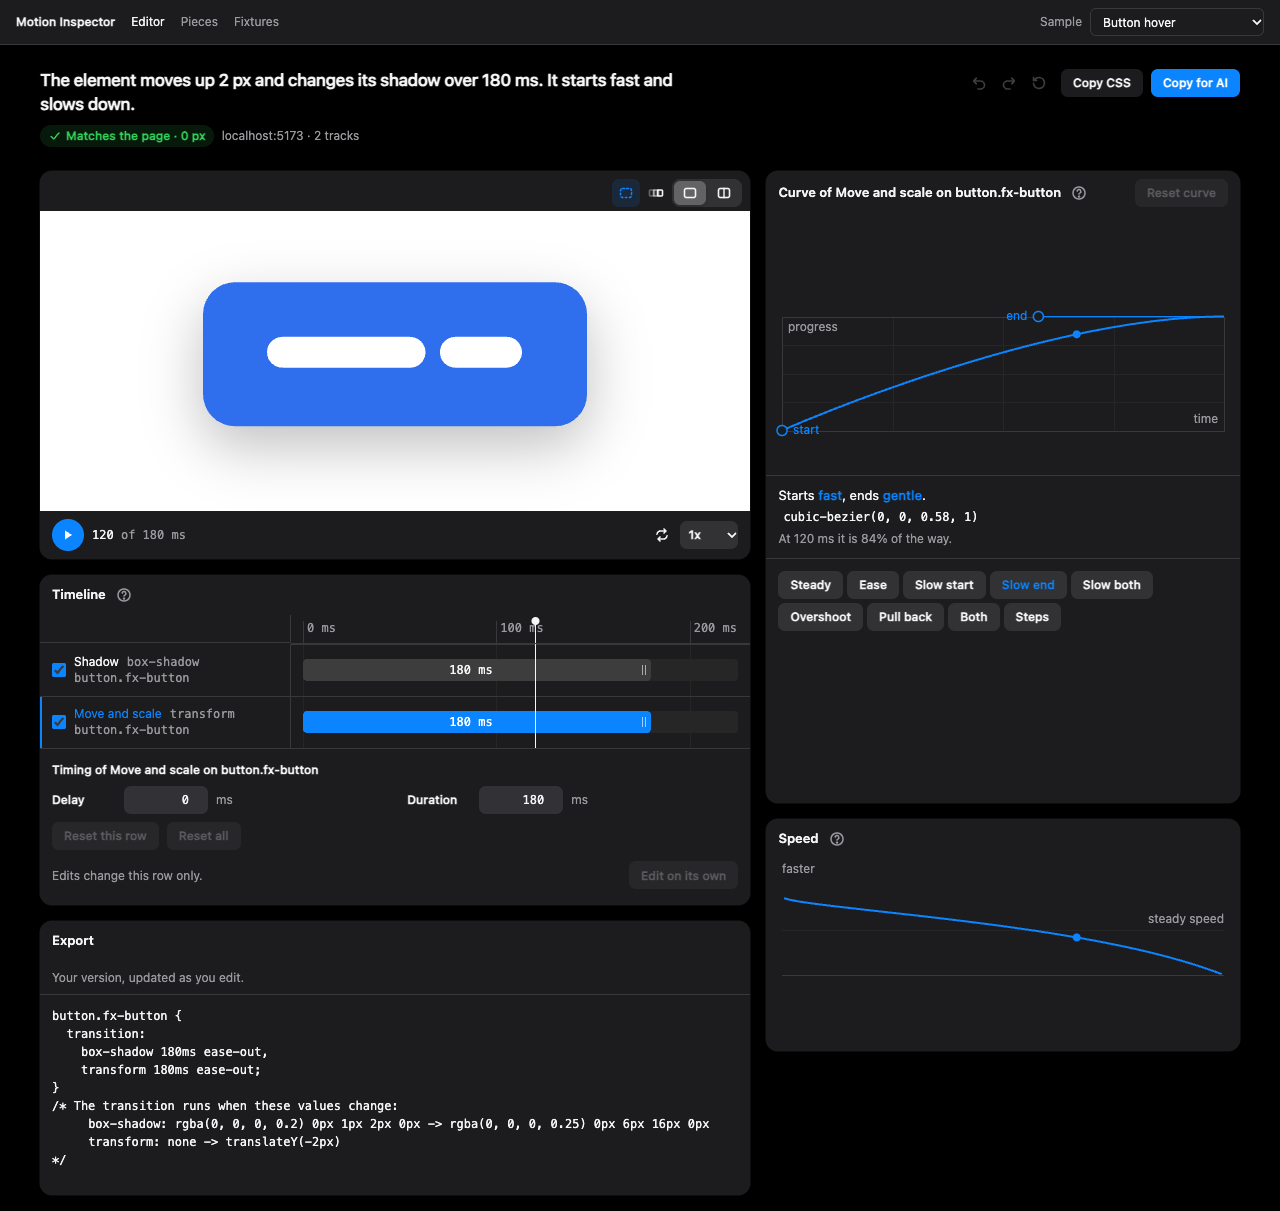 Motion Inspector Editor Pieces Fixtures
Sample Button hover
The element moves up 2 px and changes its shadow over 180 ms. It starts fast and
slows down.
Copy CSS Copy for AI
Matches the page · 0 px localhost:5173 · 2 tracks
120 of 180 ms
1x
Timeline
0 ms 100 ms 200 ms
Shadow box-shadow
button.fx-button
180 ms
Move and scale transform
button.fx-button
180 ms
Timing of Move and scale on button.fx-button
Delay 0 ms Duration 180 ms
Reset this row Reset all
Edits change this row only. Edit on its own
Export
Your version, updated as you edit.
button.fx-button {
  transition:
    box-shadow 180ms ease-out,
    transform 180ms ease-out;
}
/* The transition runs when these values change:
     box-shadow: rgba(0, 0, 0, 0.2) 0px 1px 2px 0px -> rgba(0, 0, 0, 0.25) 0px 6px 16px 0px
     transform: none -> translateY(-2px)
*/
Curve of Move and scale on button.fx-button Reset curve
end
progress
time
start
Starts fast, ends gentle.
cubic-bezier(0, 0, 0.58, 1)
At 120 ms it is 84% of the way.
Steady Ease Slow start Slow end Slow both
Overshoot Pull back Both Steps
Speed
faster
steady speed